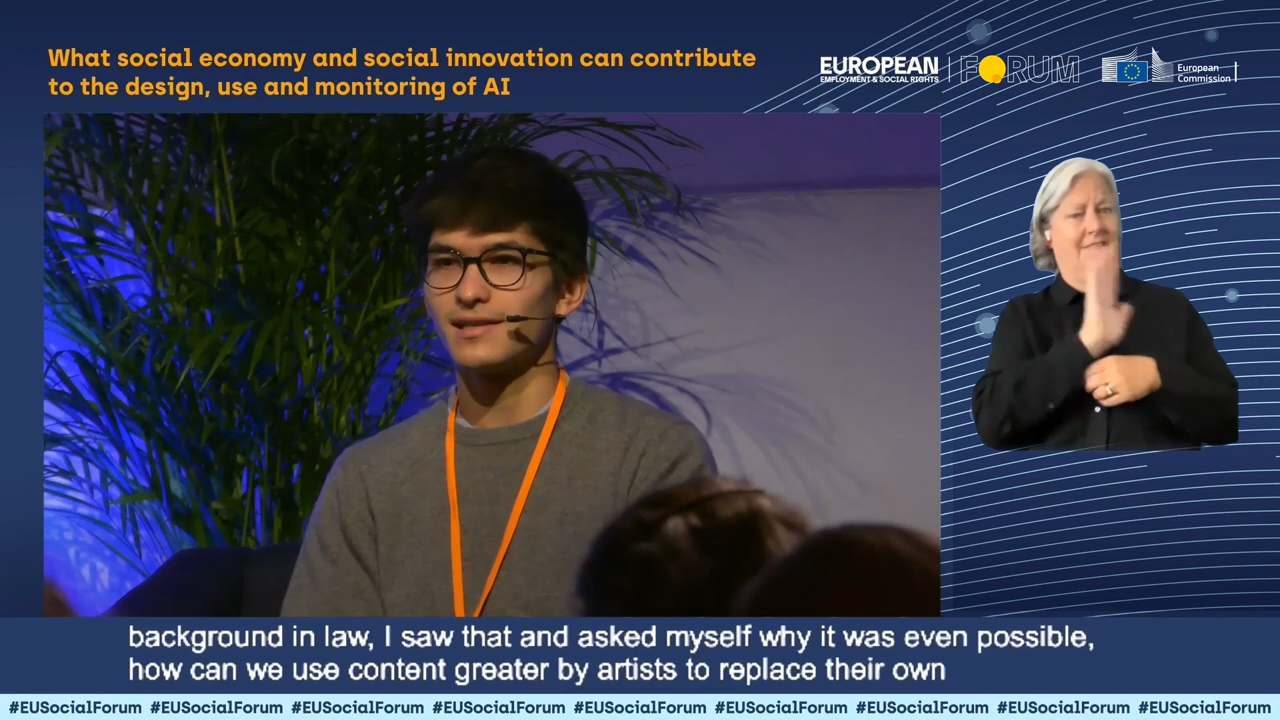 What social economy and social innovation can contribute
to the design, use and monitoring of AI
EUROPEAN
EMPLOYMENT & SOCIAL RIGHTS
FORUM
European
Commission
background in law, I saw that and asked myself why it was even possible,
how can we use content greater by artists to replace their own
#EUSocialForum #EUSocialForum #EUSocialForum #EUSocialForum #EUSocialForum #EUSocialForum #EUSocialForum #EUSocialForum #EUSocialForum